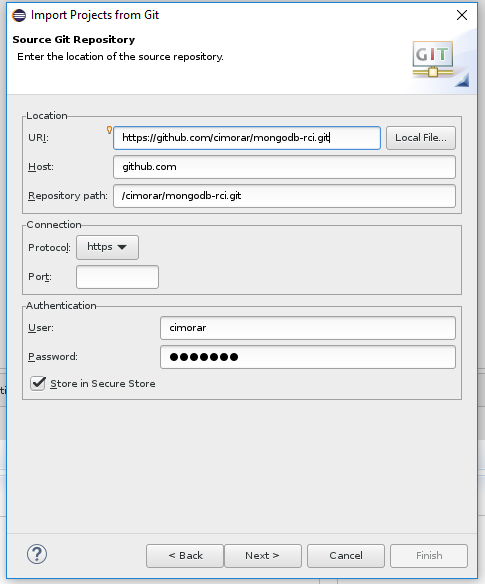 Import Projects from Git
Source Git Repository
Enter the location of the source repository.
GIT
Location
URI: https://github.com/cimorar/mongodb-rci.git Local File...
Host: github.com
Repository path: /cimorar/mongodb-rci.git
Connection
Protocol: https
Port:
Authentication
User: cimorar
Password: ●●●●●●●
Store in Secure Store
? < Back Next > Cancel Finish